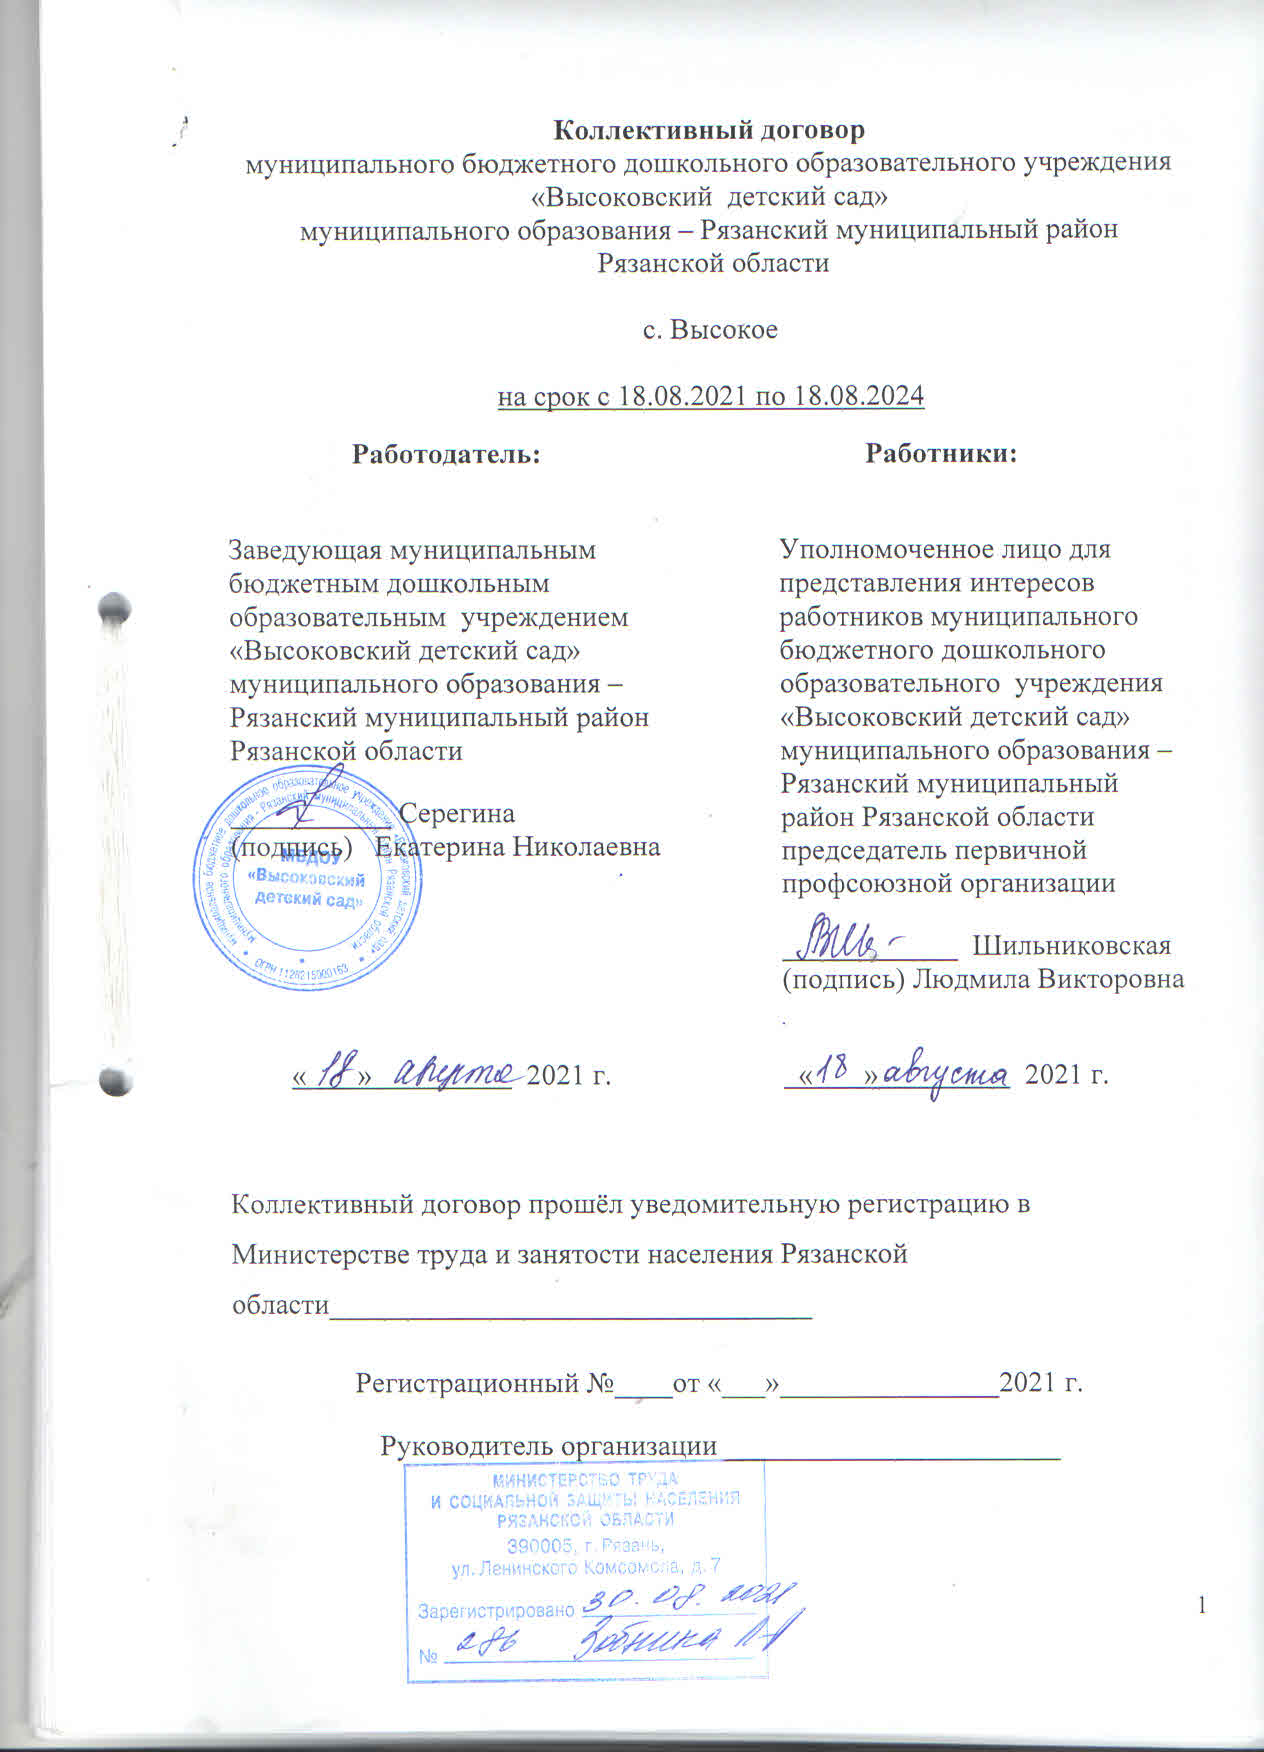 Коллективный договор
муниципального бюджетного дошкольного образовательного учреждения
«Высоковский детский сад»
муниципального образования – Рязанский муниципальный район
Рязанской области
с. Высокое
на срок с 18.08.2021 по 18.08.2024
Работодатель:
Заведующая муниципальным
бюджетным дошкольным
образовательным учреждением
«Высоковский детский сад»
муниципального образования –
Рязанский муниципальный район
Рязанской области
Серегина
(подпись) Екатерина Николаевна
МБДОУ
«Высоковский
детский сад»
« 18 » августа 2021 г.
Работники:
Уполномоченное лицо для
представления интересов
работников муниципального
бюджетного дошкольного
образовательного учреждения
«Высоковский детский сад»
муниципального образования –
Рязанский муниципальный
район Рязанской области
председатель первичной
профсоюзной организации
Шильниковская
(подпись) Людмила Викторовна
« 18 » августа 2021 г.
Коллективный договор прошёл уведомительную регистрацию в
Министерстве труда и занятости населения Рязанской
области__________________________________
Регистрационный №____от «___»_______________2021 г.
Руководитель организации________________________
МИНИСТЕРСТВО ТРУДА
И СОЦИАЛЬНОЙ ЗАЩИТЫ НАСЕЛЕНИЯ
РЯЗАНСКОЙ ОБЛАСТИ
390005, г. Рязань,
ул. Ленинского Комсомола, д. 7
Зарегистрировано 30.08.2021
№ 286
1